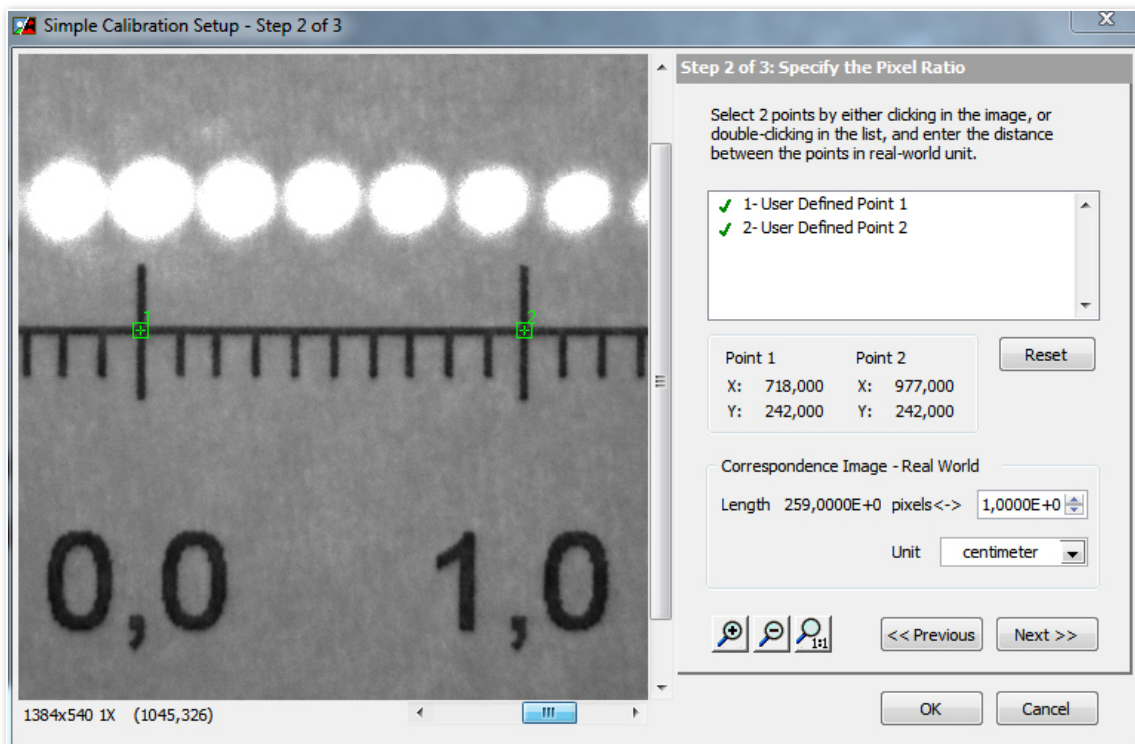 Simple Calibration Setup - Step 2 of 3
X
Step 2 of 3: Specify the Pixel Ratio
Select 2 points by either clicking in the image, or
double-clicking in the list, and enter the distance
between the points in real-world unit.
1- User Defined Point 1
2- User Defined Point 2
1
2
Point 1 Point 2
X: 718,000 X: 977,000
Y: 242,000 Y: 242,000
Reset
Correspondence Image - Real World
Length 259,0000E+0 pixels<-> 1,0000E+0
Unit centimeter
0,0 1,0
1:1
<< Previous Next >>
1384x540 1X (1045,326)
OK Cancel